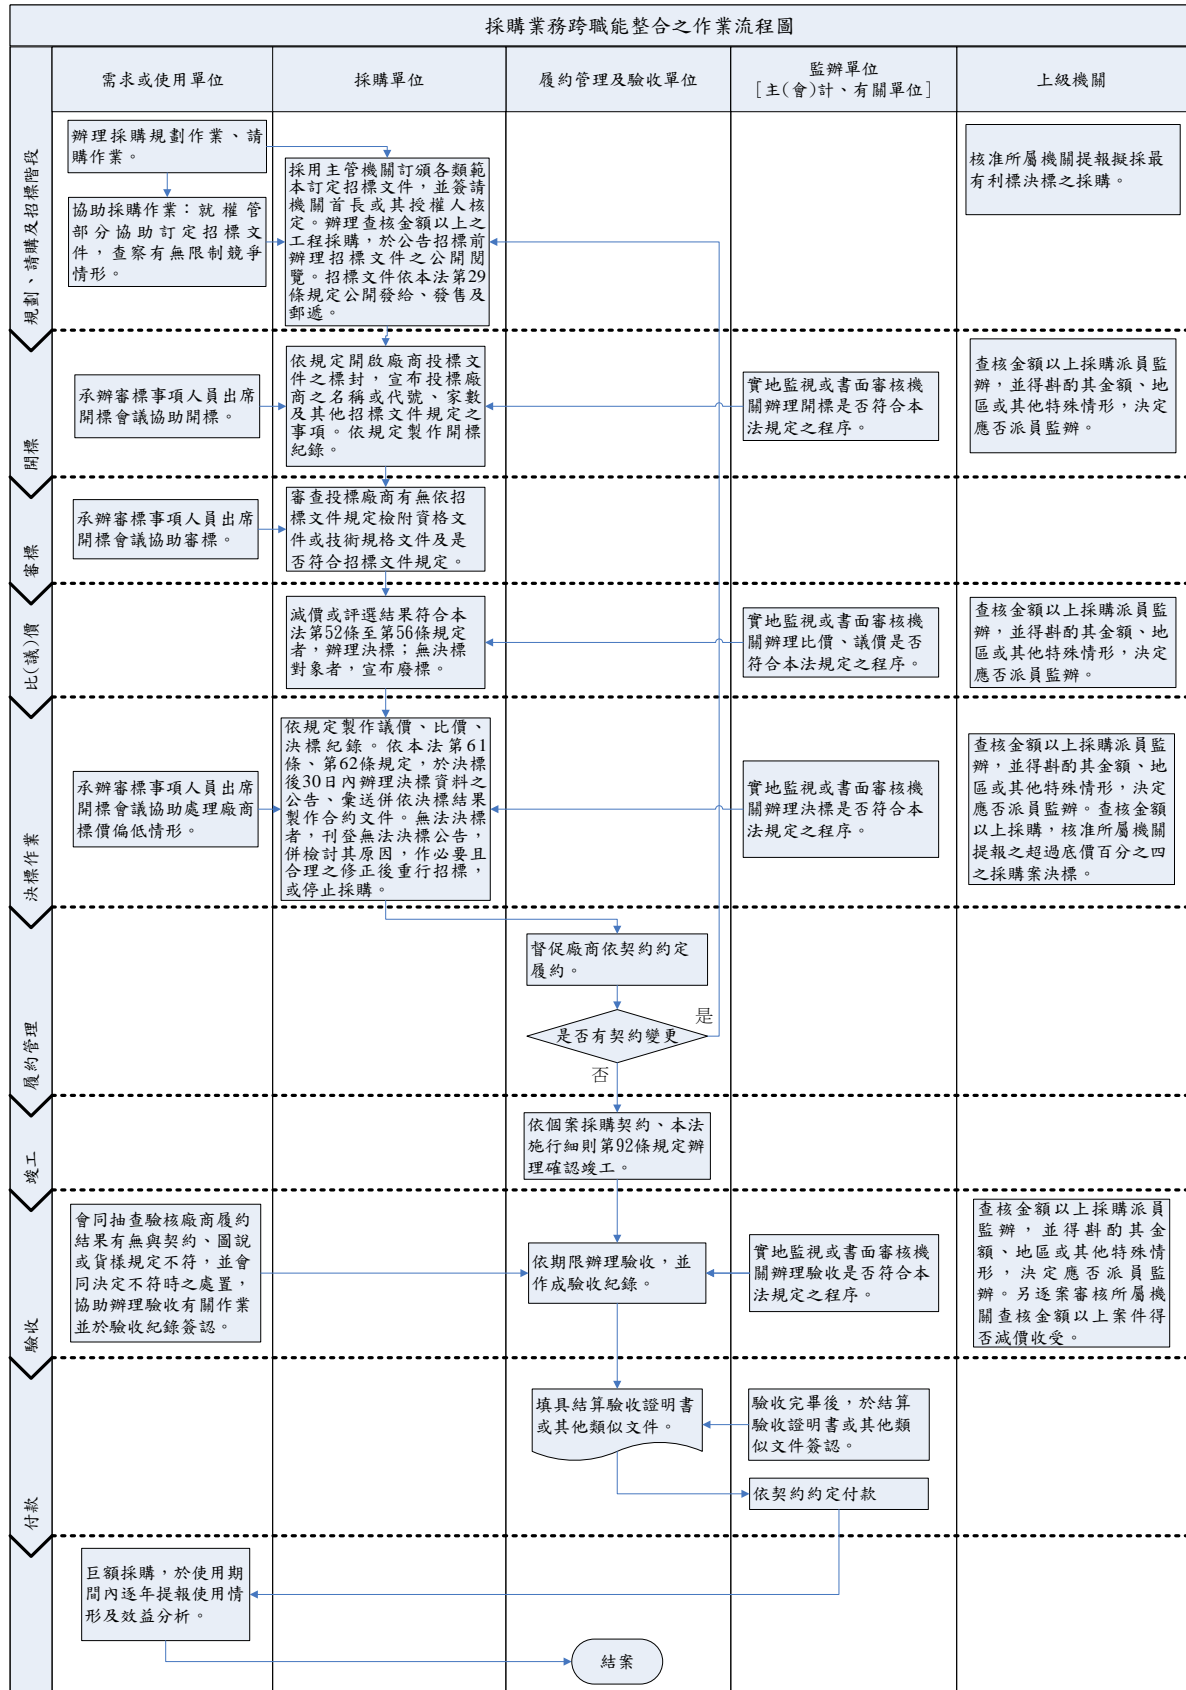 採購業務跨職能整合之作業流程圖
需求或使用單位
採購單位
履約管理及驗收單位
監辦單位
[主(會)計、有關單位]
上級機關
規劃、請購及招標階段
辦理採購規劃作業、請
購作業。
協助採購作業：就權管
部分協助訂定招標文
件，查察有無限制競爭
情形。
採用主管機關訂頒各類範
本訂定招標文件，並簽請
機關首長或其授權人核
定。辦理查核金額以上之
工程採購，於公告招標前
辦理招標文件之公開閱
覽。招標文件依本法第29
條規定公開發給、發售及
郵遞。
核准所屬機關提報擬採最
有利標決標之採購。
開標
承辦審標事項人員出席
開標會議協助開標。
依規定開啟廠商投標文
件之標封，宣布投標廠
商之名稱或代號、家數
及其他招標文件規定之
事項。依規定製作開標
紀錄。
實地監視或書面審核機
關辦理開標是否符合本
法規定之程序。
查核金額以上採購派員監
辦，並得斟酌其金額、地
區或其他特殊情形，決定
應否派員監辦。
審標
承辦審標事項人員出席
開標會議協助審標。
審查投標廠商有無依招
標文件規定檢附資格文
件或技術規格文件及是
否符合招標文件規定。
比(議)價
減價或評選結果符合本
法第52條至第56條規定
者，辦理決標；無決標
對象者，宣布廢標。
實地監視或書面審核機
關辦理比價、議價是否
符合本法規定之程序。
查核金額以上採購派員監
辦，並得斟酌其金額、地
區或其他特殊情形，決定
應否派員監辦。
決標作業
承辦審標事項人員出席
開標會議協助處理廠商
標價偏低情形。
依規定製作議價、比價、
決標紀錄。依本法第61
條、第62條規定，於決標
後30日內辦理決標資料之
公告、彙送併依決標結果
製作合約文件。無法決標
者，刊登無法決標公告，
併檢討其原因，作必要且
合理之修正後重行招標，
或停止採購。
實地監視或書面審核機
關辦理決標是否符合本
法規定之程序。
查核金額以上採購派員監
辦，並得斟酌其金額、地
區或其他特殊情形，決定
應否派員監辦。查核金額
以上採購，核准所屬機關
提報之超過底價百分之四
之採購案決標。
履約管理
督促廠商依契約約定
履約。
是否有契約變更
是
否
竣工
依個案採購契約、本法
施行細則第92條規定辦
理確認竣工。
驗收
會同抽查驗核廠商履約
結果有無與契約、圖說
或貨樣規定不符，並會
同決定不符時之處置，
協助辦理驗收有關作業
並於驗收紀錄簽認。
依期限辦理驗收，並
作成驗收紀錄。
實地監視或書面審核機
關辦理驗收是否符合本
法規定之程序。
查核金額以上採購派員
監辦，並得斟酌其金
額、地區或其他特殊情
形，決定應否派員監
辦。另逐案審核所屬機
關查核金額以上案件得
否減價收受。
付款
填具結算驗收證明書
或其他類似文件。
驗收完畢後，於結算
驗收證明書或其他類
似文件簽認。
依契約約定付款
巨額採購，於使用期
間內逐年提報使用情
形及效益分析。
結案